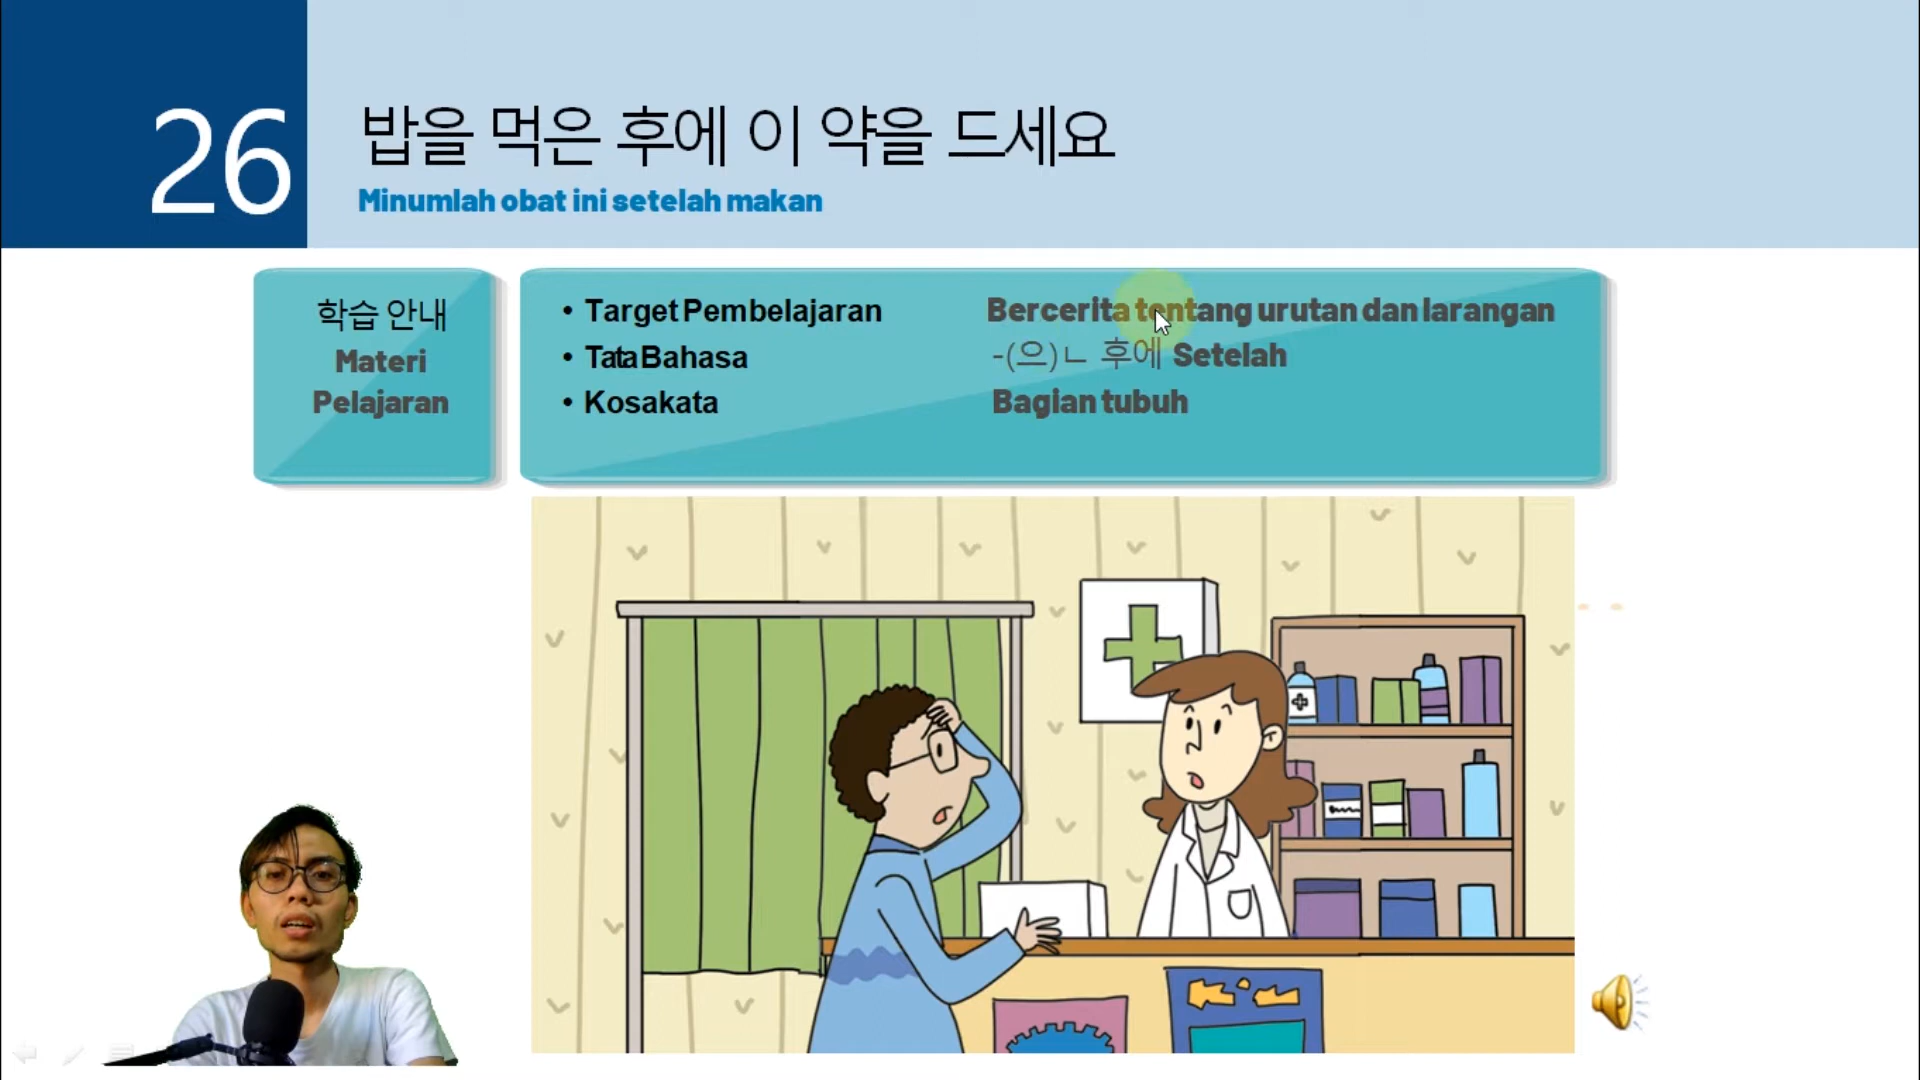 26
밥을 먹은 후에 이 약을 드세요
Minumlah obat ini setelah makan
학습 안내
Materi
Pelajaran
• Target Pembelajaran
Bercerita tentang urutan dan larangan
• Tata Bahasa
-(으)ㄴ 후에 Setelah
• Kosakata
Bagian tubuh